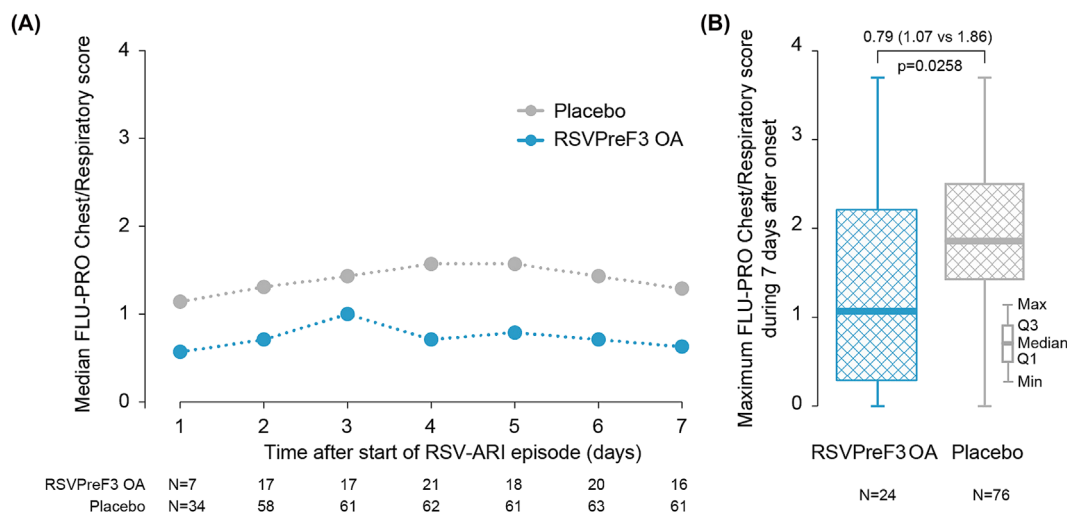 (A)
Median FLU-PRO Chest/Respiratory score
4
3
2
1
0
Placebo
RSVPreF3 OA
1 2 3 4 5 6 7
Time after start of RSV-ARI episode (days)
RSVPreF3 OA N=7 17 17 21 18 20 16
Placebo N=34 58 61 62 61 63 61
(B)
Maximum FLU-PRO Chest/Respiratory score
during 7 days after onset
0.79 (1.07 vs 1.86)
p=0.0258
4
3
2
1
0
Max
Q3
Median
Q1
Min
RSVPreF3 OA Placebo
N=24 N=76